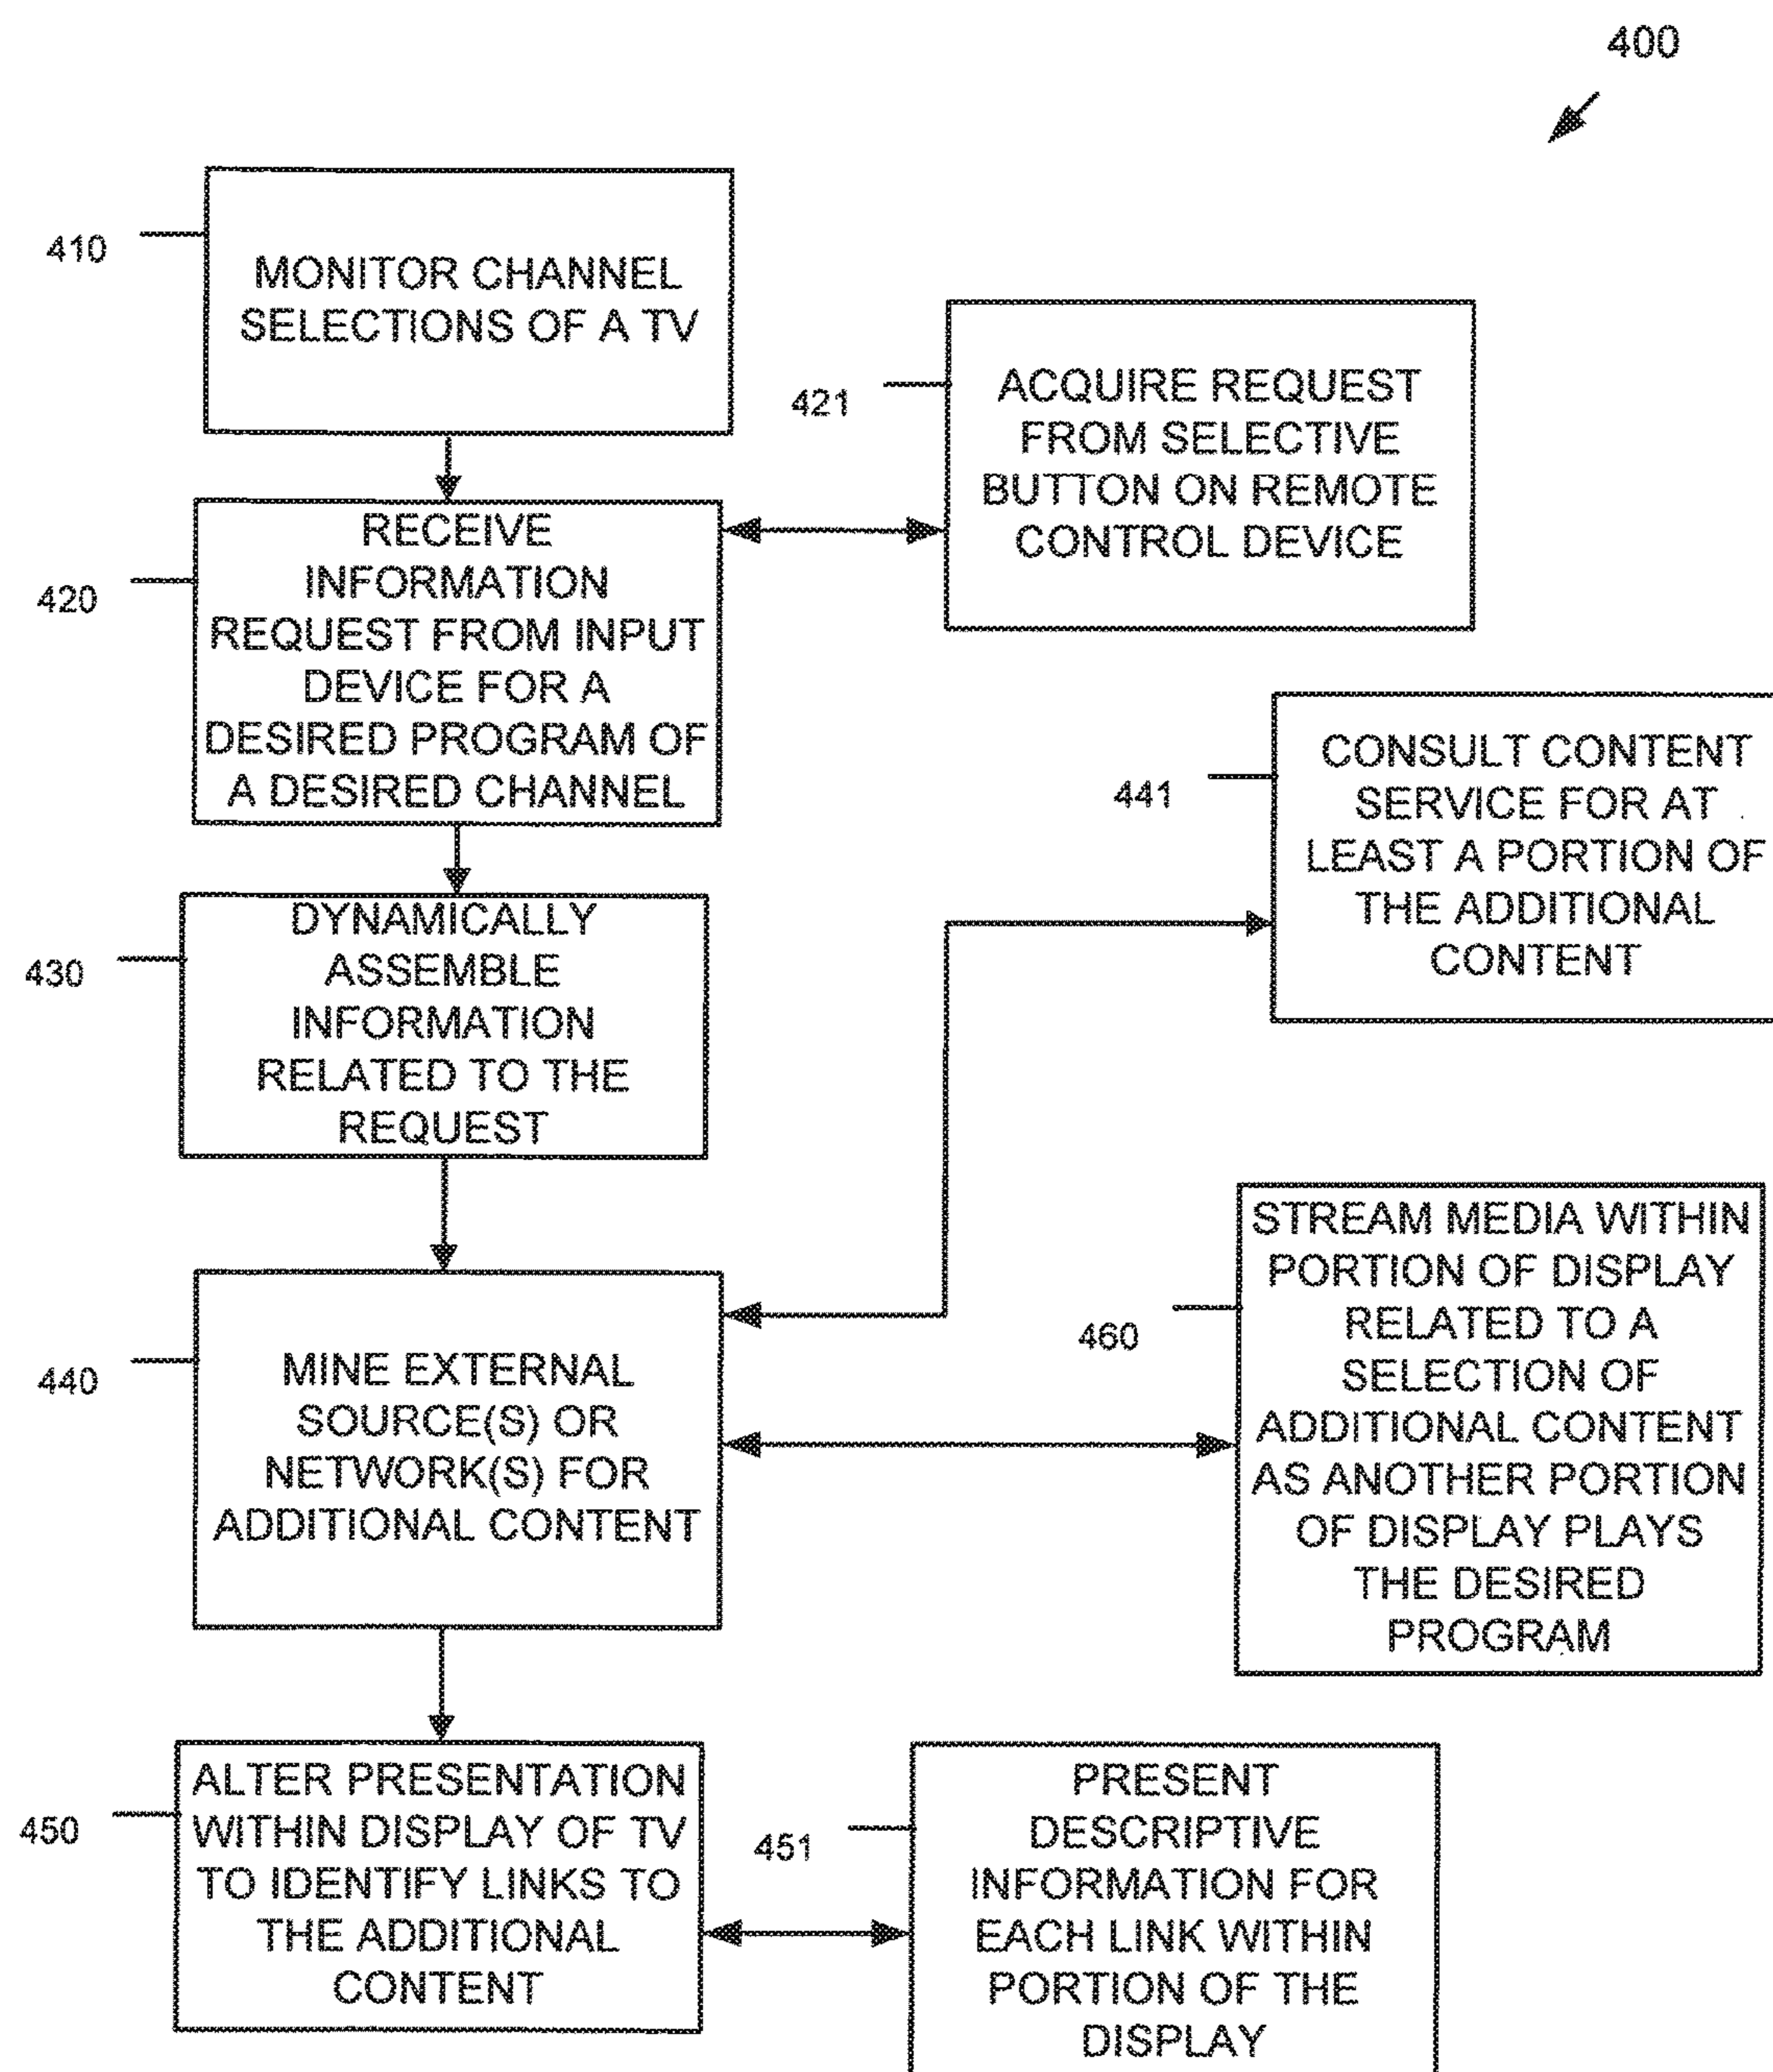 400
410
MONITOR CHANNEL
SELECTIONS OF A TV
421
ACQUIRE REQUEST
FROM SELECTIVE
BUTTON ON REMOTE
CONTROL DEVICE
420
RECEIVE
INFORMATION
REQUEST FROM INPUT
DEVICE FOR A
DESIRED PROGRAM OF
A DESIRED CHANNEL
441
CONSULT CONTENT
SERVICE FOR AT
LEAST A PORTION OF
THE ADDITIONAL
CONTENT
430
DYNAMICALLY
ASSEMBLE
INFORMATION
RELATED TO THE
REQUEST
460
STREAM MEDIA WITHIN
PORTION OF DISPLAY
RELATED TO A
SELECTION OF
ADDITIONAL CONTENT
AS ANOTHER PORTION
OF DISPLAY PLAYS
THE DESIRED
PROGRAM
440
MINE EXTERNAL
SOURCE(S) OR
NETWORK(S) FOR
ADDITIONAL CONTENT
450
ALTER PRESENTATION
WITHIN DISPLAY OF TV
TO IDENTIFY LINKS TO
THE ADDITIONAL
CONTENT
451
PRESENT
DESCRIPTIVE
INFORMATION FOR
EACH LINK WITHIN
PORTION OF THE
DISPLAY